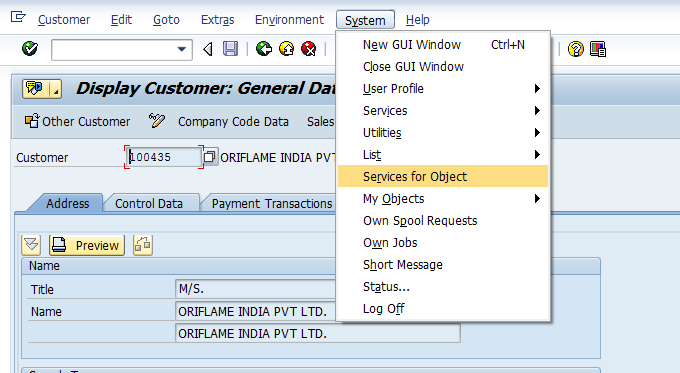 Customer Edit Goto Extras Environment System Help
New GUI Window Ctrl+N
Close GUI Window
User Profile
Services
Utilities
List
Services for Object
My Objects
Own Spool Requests
Own Jobs
Short Message
Status...
Log Off
Display Customer: General Dat
Other Customer Company Code Data Sales
Customer 100435 ORIFLAME INDIA PVT
Address Control Data Payment Transactions
Preview
Name
Title M/S.
Name ORIFLAME INDIA PVT LTD.
ORIFLAME INDIA PVT LTD.